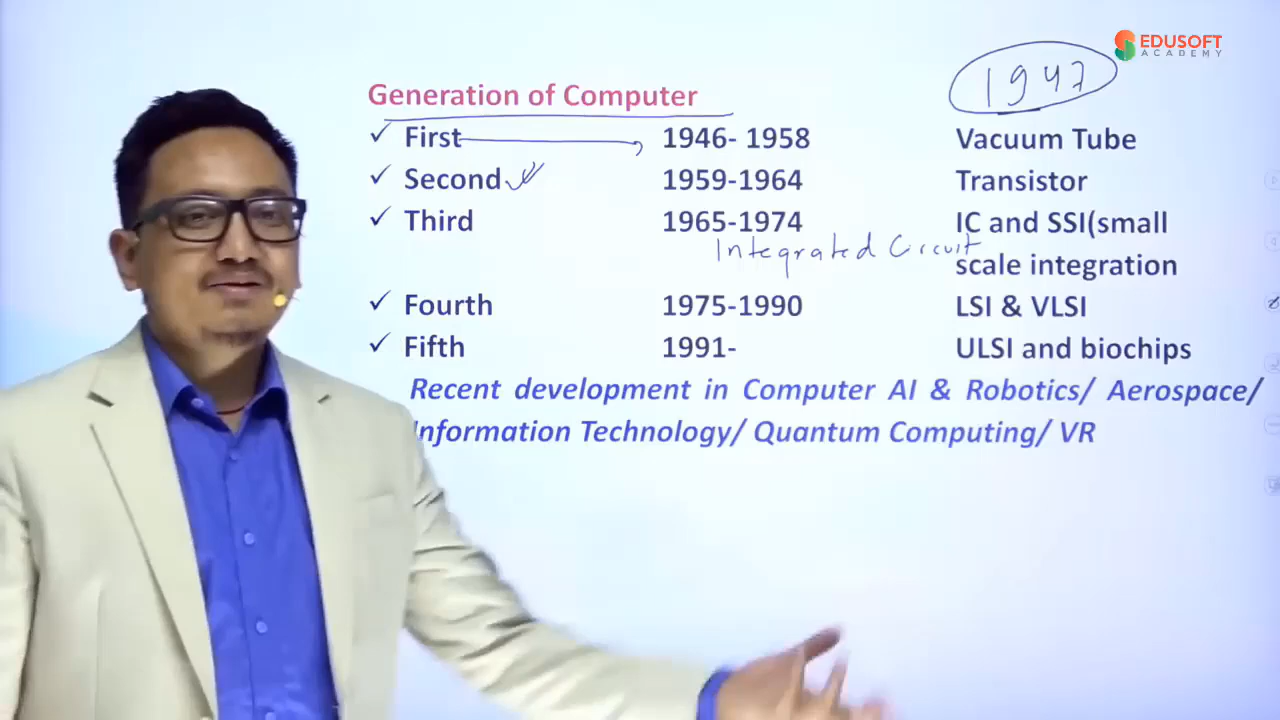 EDUSOFT
ACADEMY
1947
Generation of Computer
✓ First 1946- 1958 Vacuum Tube
✓ Second 1959-1964 Transistor
✓ Third 1965-1974 IC and SSI(small
Integrated Circuit
scale integration
✓ Fourth 1975-1990 LSI & VLSI
✓ Fifth 1991- ULSI and biochips
Recent development in Computer AI & Robotics/ Aerospace/
Information Technology/ Quantum Computing/ VR